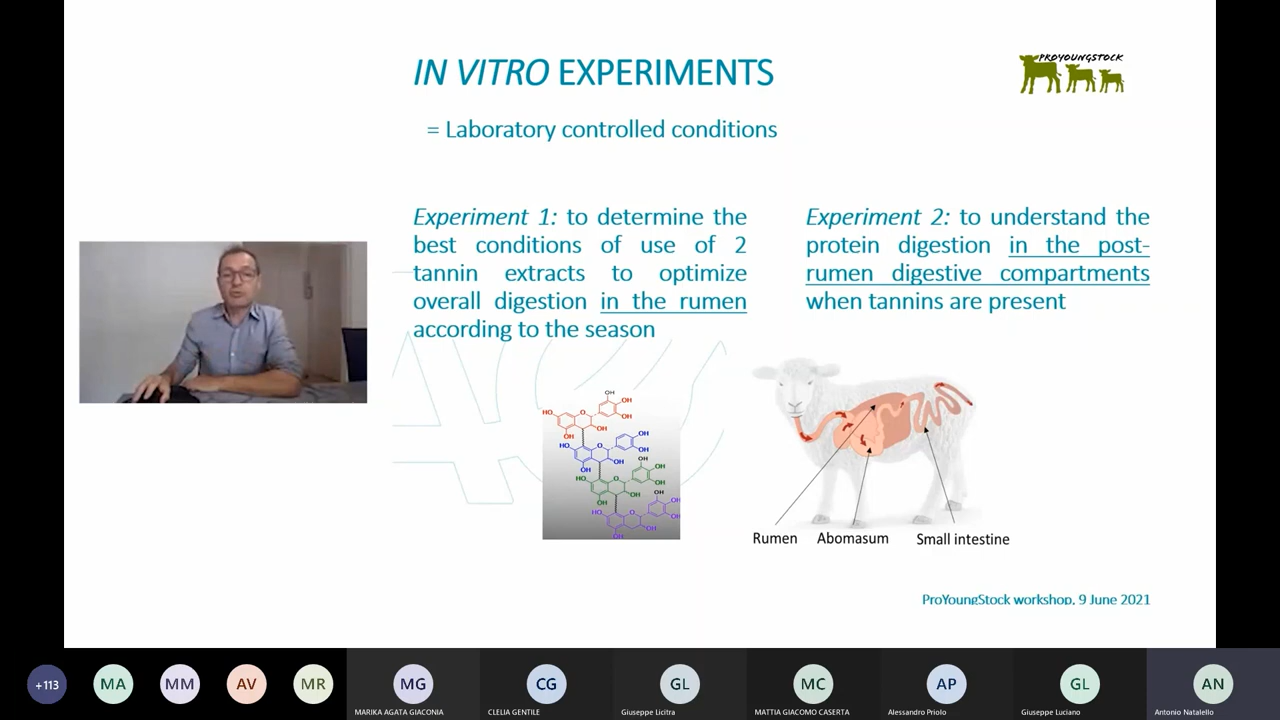 IN VITRO EXPERIMENTS
PROYOUNGSTOCK
= Laboratory controlled conditions
Experiment 1: to determine the
best conditions of use of 2
tannin extracts to optimize
overall digestion in the rumen
according to the season
Experiment 2: to understand the
protein digestion in the post-
rumen digestive compartments
when tannins are present
Rumen
Abomasum
Small intestine
ProYoungStock workshop, 9 June 2021
+113
MA
MM
AV
MR
MG
MARIKA AGATA GIACONIA
CG
CLELIA GENTILE
GL
Giuseppe Licitra
MC
MATTIA GIACOMO CASERTA
AP
Alessandro Priolo
GL
Giuseppe Luciano
AN
Antonio Natalello